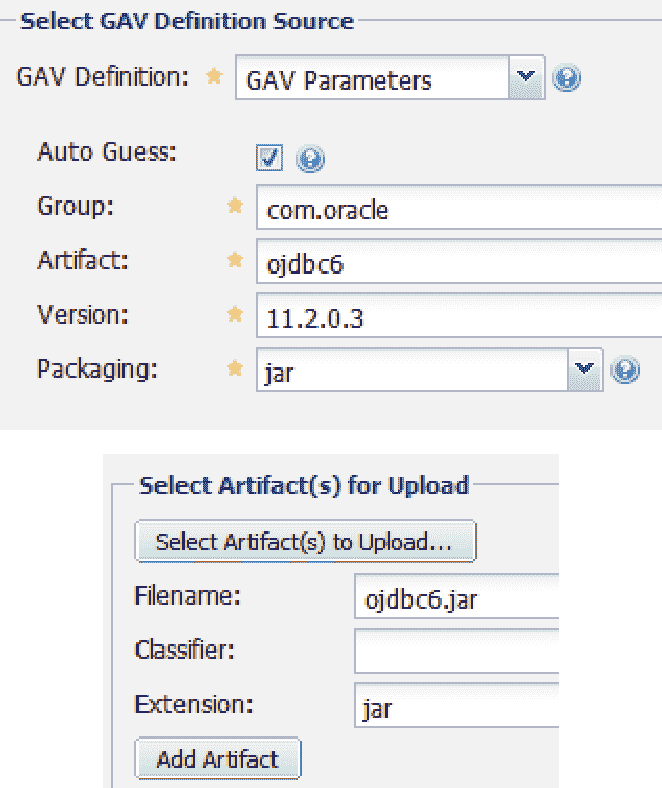 Select GAV Definition Source
GAV Definition: GAV Parameters
Auto Guess:
Group: com.oracle
Artifact: ojdbc6
Version: 11.2.0.3
Packaging: jar
Select Artifact(s) for Upload
Select Artifact(s) to Upload...
Filename: ojdbc6.jar
Classifier:
Extension: jar
Add Artifact